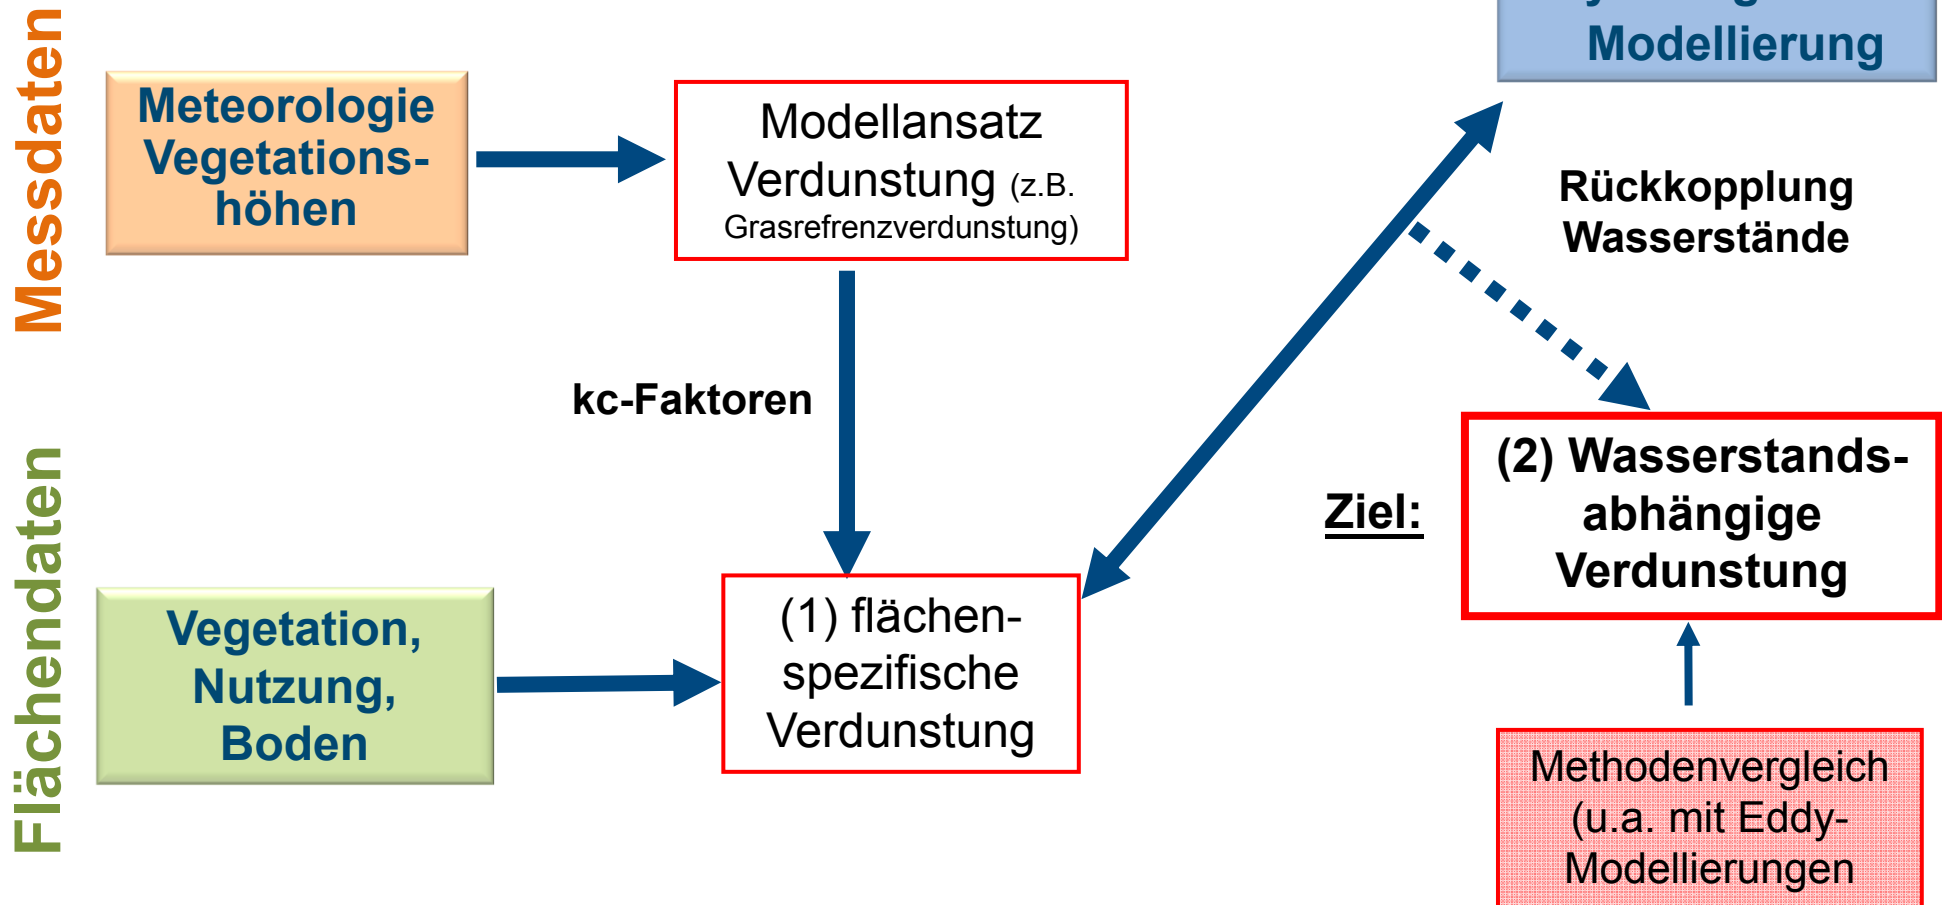 Messdaten
Meteorologie
Vegetations-
höhen
Modellansatz
Verdunstung (z.B.
Grasrefrenzverdunstung)
Modellierung
Rückkopplung
Wasserstände
kc-Faktoren
Flächendaten
Vegetation,
Nutzung,
Boden
(1) flächen-
spezifische
Verdunstung
Ziel:
(2) Wasserstands-
abhängige
Verdunstung
Methodenvergleich
(u.a. mit Eddy-
Modellierungen